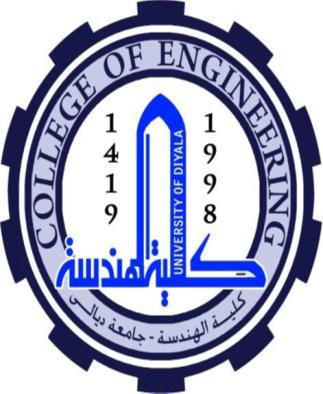 COLLEGE OF ENGINEERING
1419
1998
UNIVERSITY OF DIYALA
كلية الهندسة
كلية الهندسة - جامعة ديالى